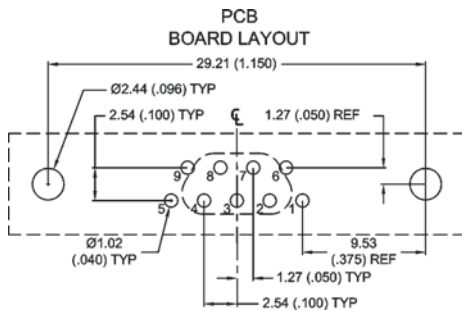 PCB
BOARD LAYOUT
29.21 (1.150)
Ø2.44 (.096) TYP
2.54 (.100) TYP
℄
1.27 (.050) REF
9
8
7
6
5
4
3
2
1
Ø1.02
(.040) TYP
9.53
(.375) REF
1.27 (.050) TYP
2.54 (.100) TYP